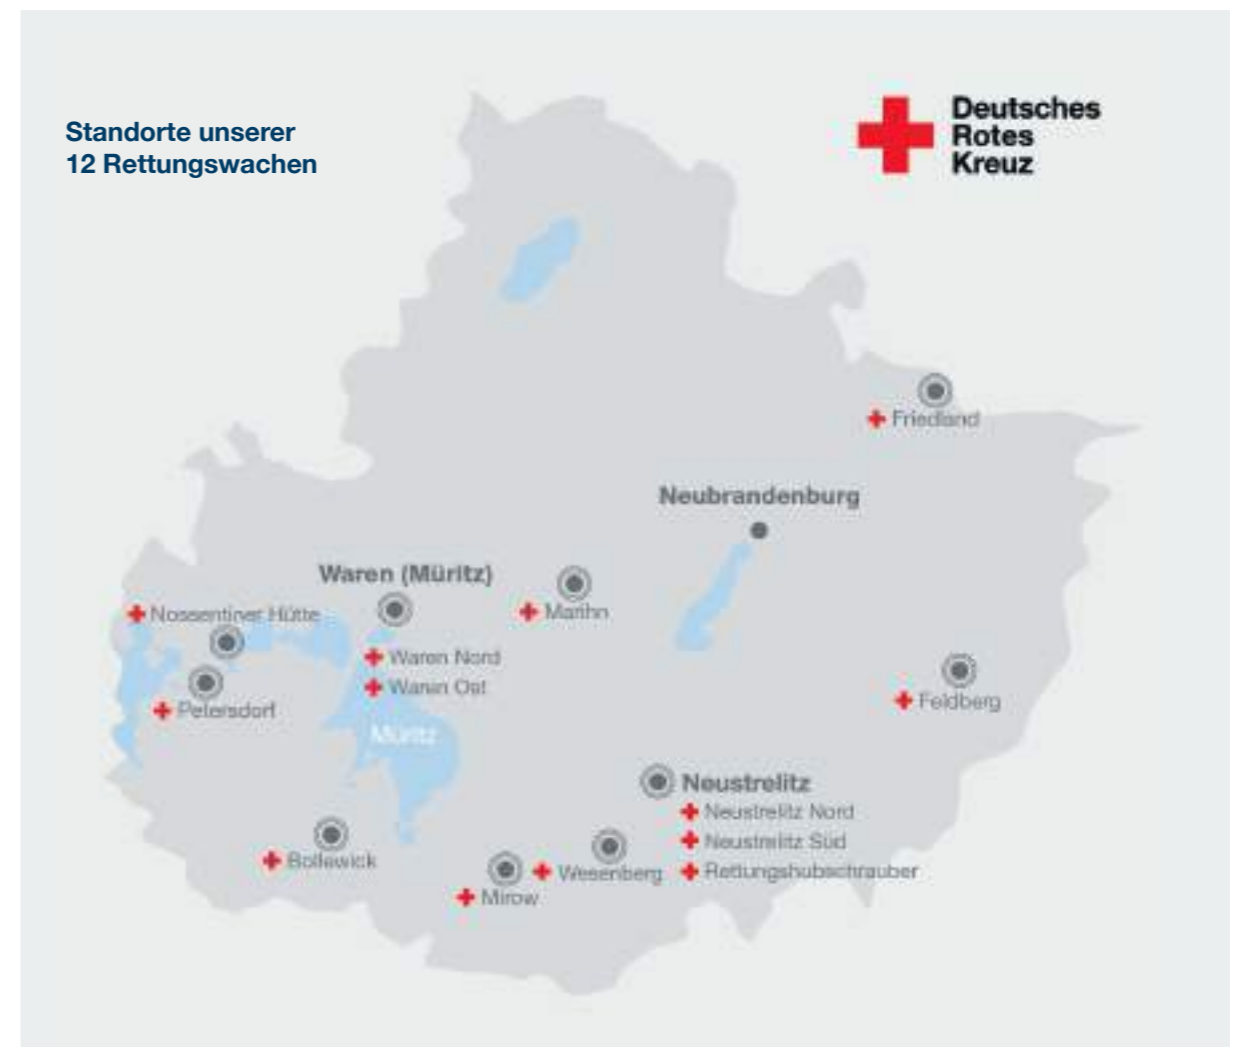 Standorte unserer
12 Rettungswachen
Deutsches
Rotes
Kreuz
Friedland
Neubrandenburg
Waren (Müritz)
Marihn
Nossentiner Hütte
Waren Nord
Waren Ost
Petersdorf
Feldberg
Müritz
Neustrelitz
Neustrelitz Nord
Neustrelitz Süd
Rettungshubschrauber
Bollewick
Wesenberg
Mirow